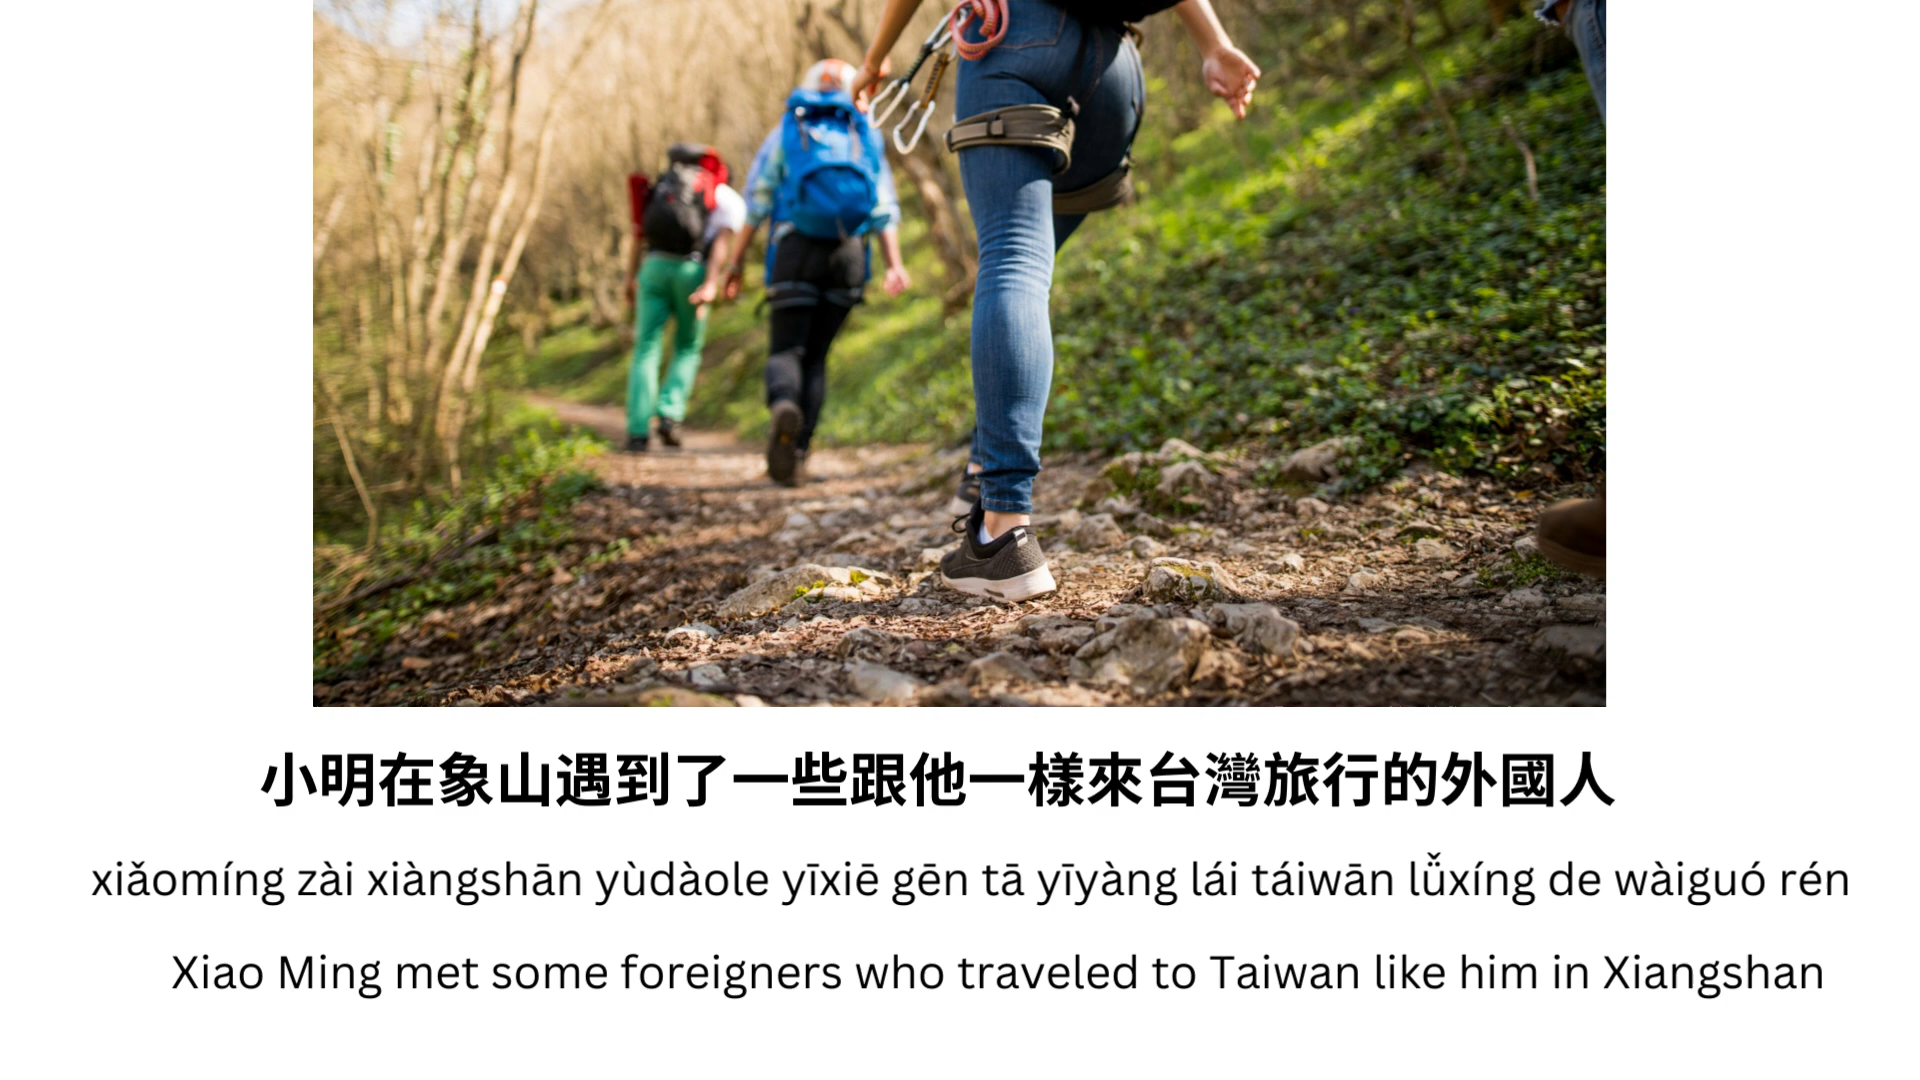 小明在象山遇到了一些跟他一樣來台灣旅行的外國人
xiǎomíng zài xiàngshān yùdàole yīxiē gēn tā yīyàng lái táiwān lǚxíng de wàiguó rén
Xiao Ming met some foreigners who traveled to Taiwan like him in Xiangshan